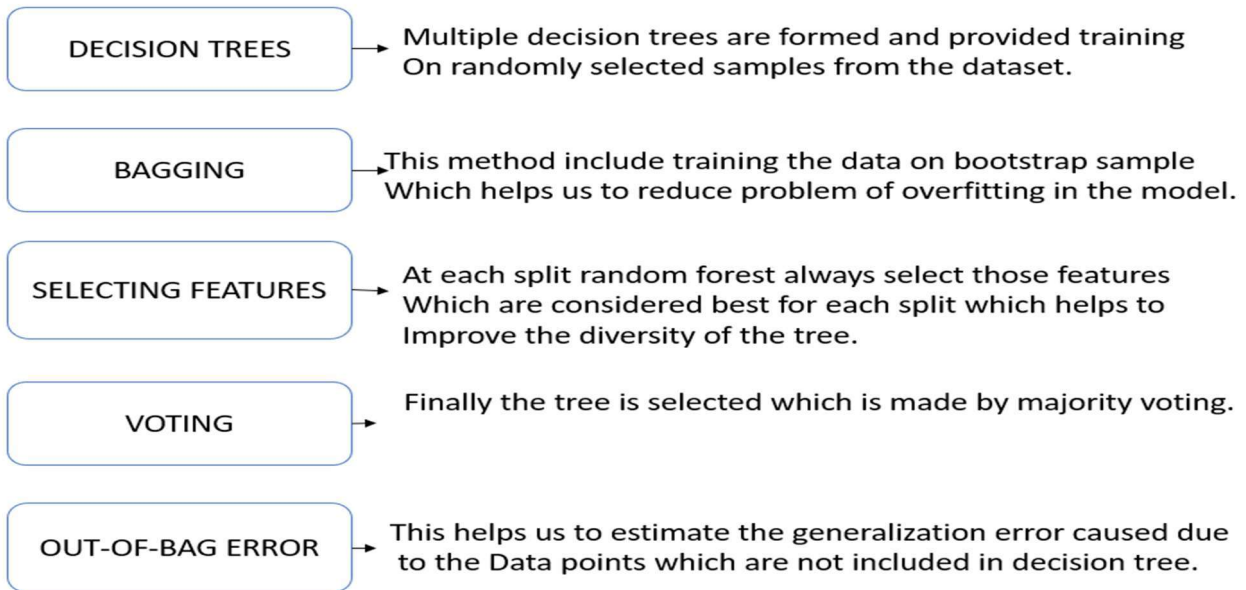 DECISION TREES
Multiple decision trees are formed and provided training
On randomly selected samples from the dataset.
BAGGING
This method include training the data on bootstrap sample
Which helps us to reduce problem of overfitting in the model.
SELECTING FEATURES
At each split random forest always select those features
Which are considered best for each split which helps to
Improve the diversity of the tree.
VOTING
Finally the tree is selected which is made by majority voting.
OUT-OF-BAG ERROR
This helps us to estimate the generalization error caused due
to the Data points which are not included in decision tree.